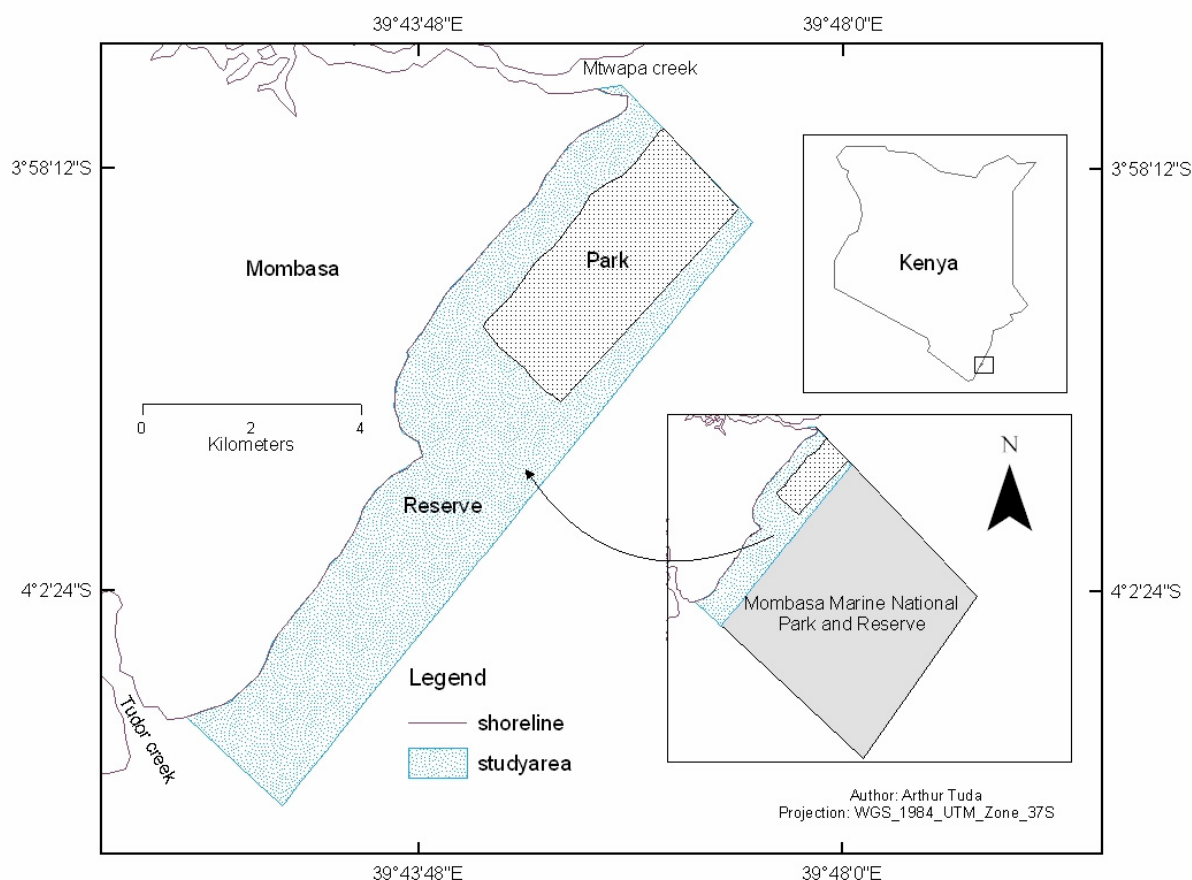 39°43'48"E
39°48'0"E
Mtwapa creek
3°58'12"S
3°58'12"S
Mombasa
Park
Kenya
0
2
4
Kilometers
N
Reserve
4°2'24"S
4°2'24"S
Mombasa Marine National
Park and Reserve
Legend
shoreline
studyarea
Tudor creek
Author: Arthur Tuda
Projection: WGS_1984_UTM_Zone_37S
39°43'48"E
39°48'0"E